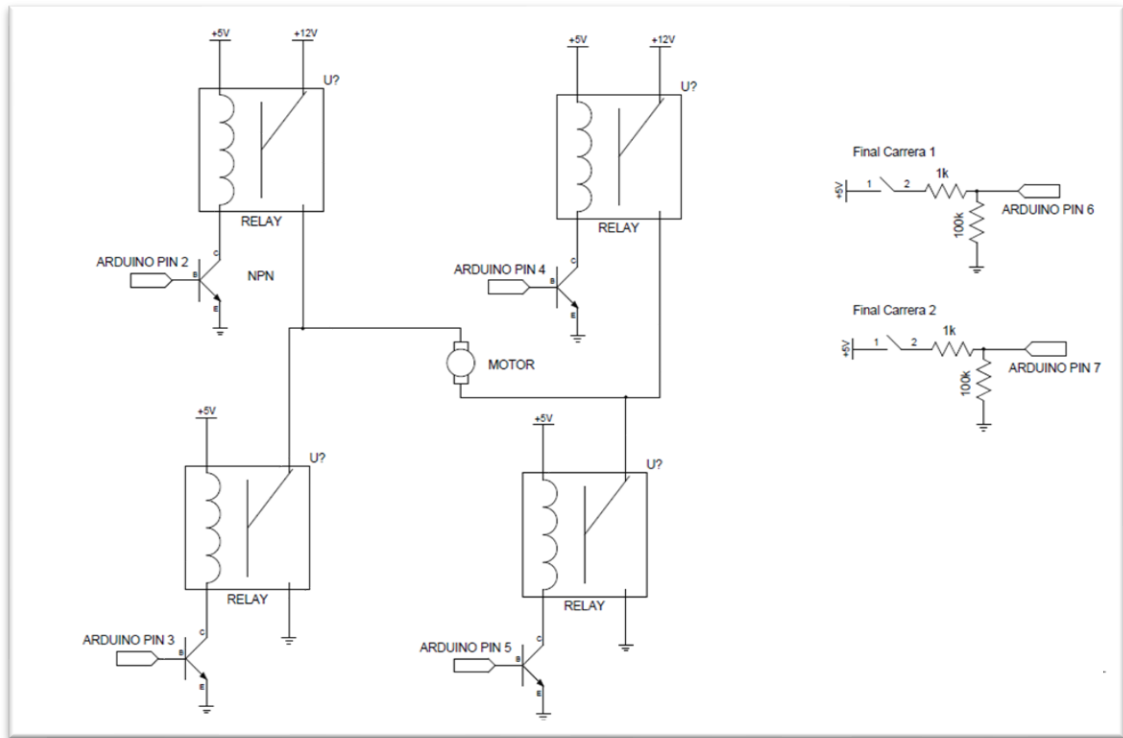 +5V
+12V
U?
RELAY
C
ARDUINO PIN 2
B
NPN
E
+5V
+12V
U?
RELAY
C
ARDUINO PIN 4
B
E
MOTOR
+5V
U?
RELAY
C
ARDUINO PIN 3
B
E
+5V
U?
RELAY
C
ARDUINO PIN 5
B
E
Final Carrera 1
+5V
1
2
1k
ARDUINO PIN 6
100k
Final Carrera 2
+5V
1
2
1k
ARDUINO PIN 7
100k